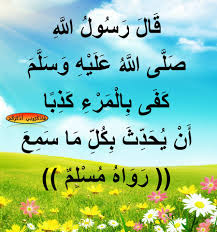 قَالَ رَسُولُ اللَّهِ
صَلَّى اللَّهُ عَلَيْهِ وَسَلَّمَ
كَفَى بِالْمَرْءِ كَذِبًا
أَنْ يُحَدِّثَ بِكُلِّ مَا سَمِعَ
(( رَوَاهُ مُسْلِمٌ ))